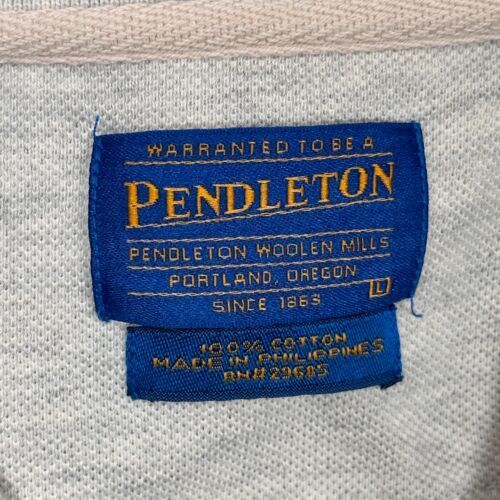 WARRANTED TO BE A
PENDLETON
PENDLETON WOOLEN MILLS
PORTLAND, OREGON
SINCE 1863 L
100% COTTON
MADE IN PHILIPPINES
RN#29685